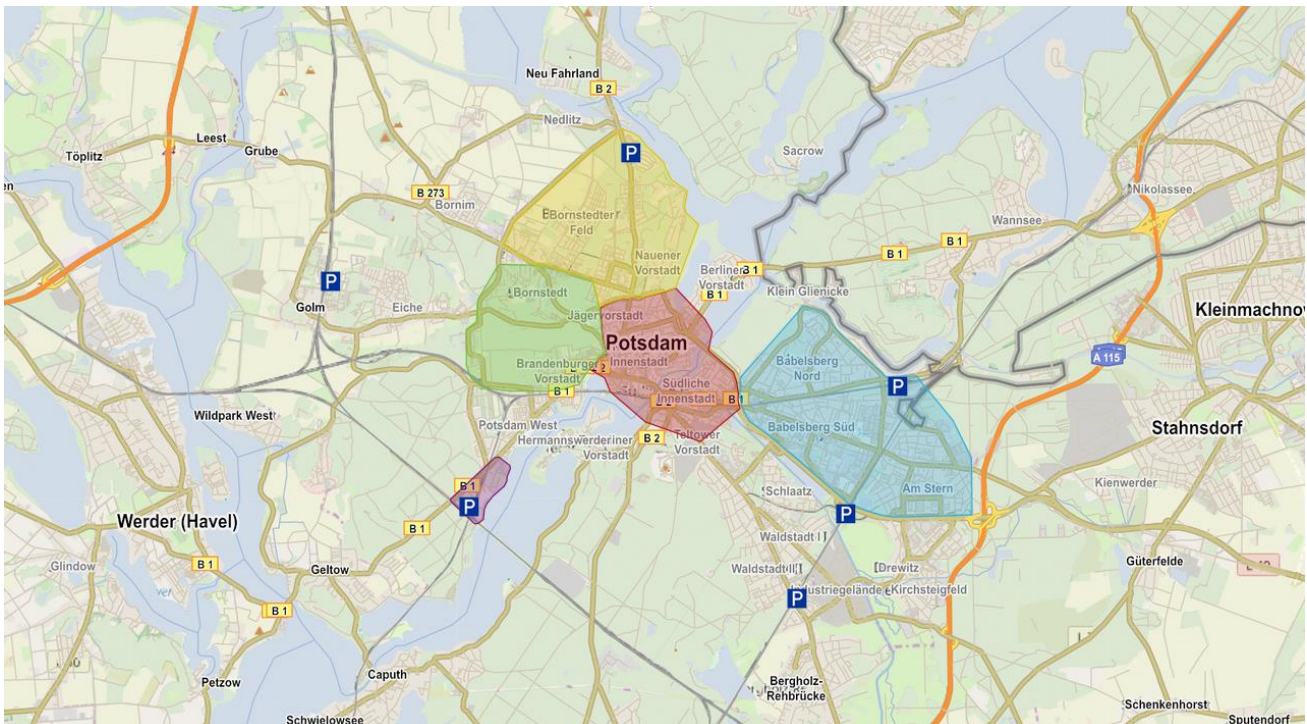 Neu Fahrland
B 2
Nedlitz
P
Leest
Töplitz
Grube
Sacrow
Nikolassee
B 273
Bornim
Wannsee
Bornstedter
Feld
B 1
B 1
Nauener
Vorstadt
Berliner
Vorstadt
B 1
P
Golm
Eiche
Bornstedt
B 1
Klein Glienicke
Jägervorstadt
Kleinmachnow
Potsdam
Innenstadt
A 115
Babelsberg
Nord
Brandenburger
Vorstadt
B 1
Südliche
Innenstadt
P
Wildpark West
Potsdam West
Babelsberg Süd
Stahnsdorf
Hermannswerder
Vorstadt
B 2
Teltower
Vorstadt
B 1
P
Schlaatz
Am Stern
Kienwerder
P
Werder (Havel)
B 1
Waldstadt I
Glindow
B 1
Geltow
Waldstadt II
Drewitz
Güterfelde
Industriegelände
Kirchsteigfeld
P
B 1
Petzow
Caputh
Bergholz-
Rehbrücke
Schenkenhorst
Schwielowsee
Sputendorf